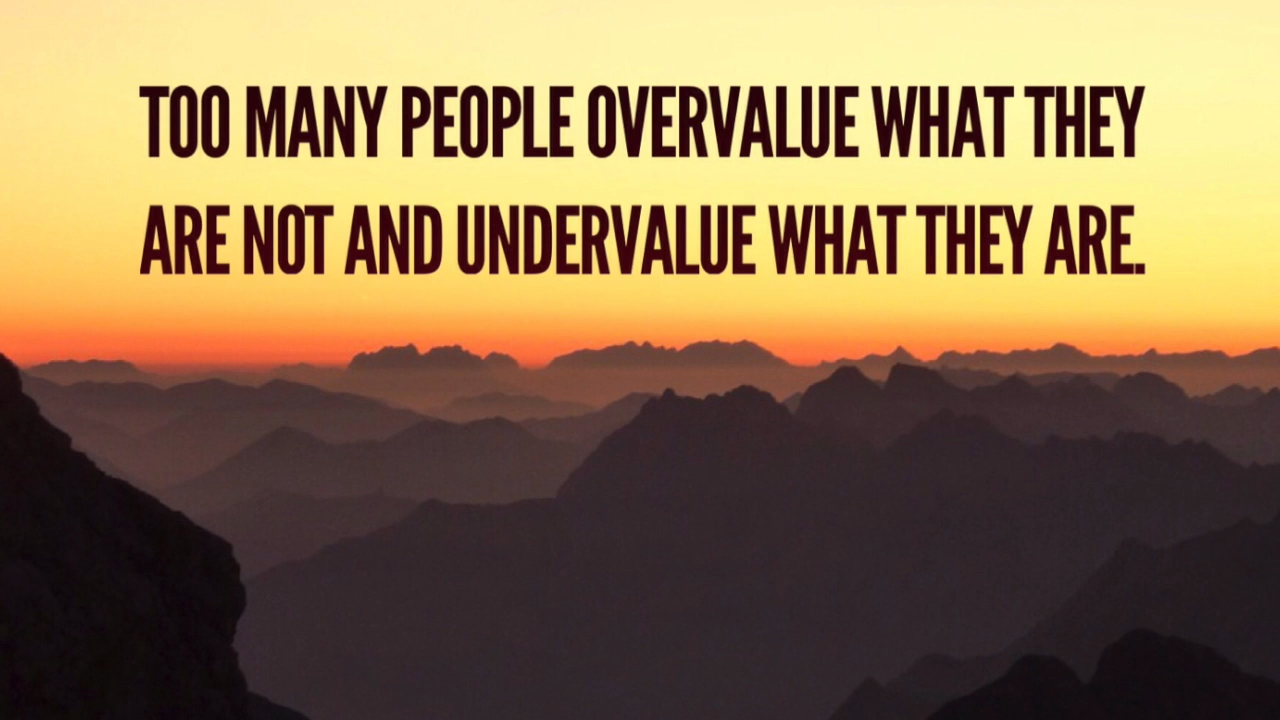 TOO MANY PEOPLE OVERVALUE WHAT THEY
ARE NOT AND UNDERVALUE WHAT THEY ARE.